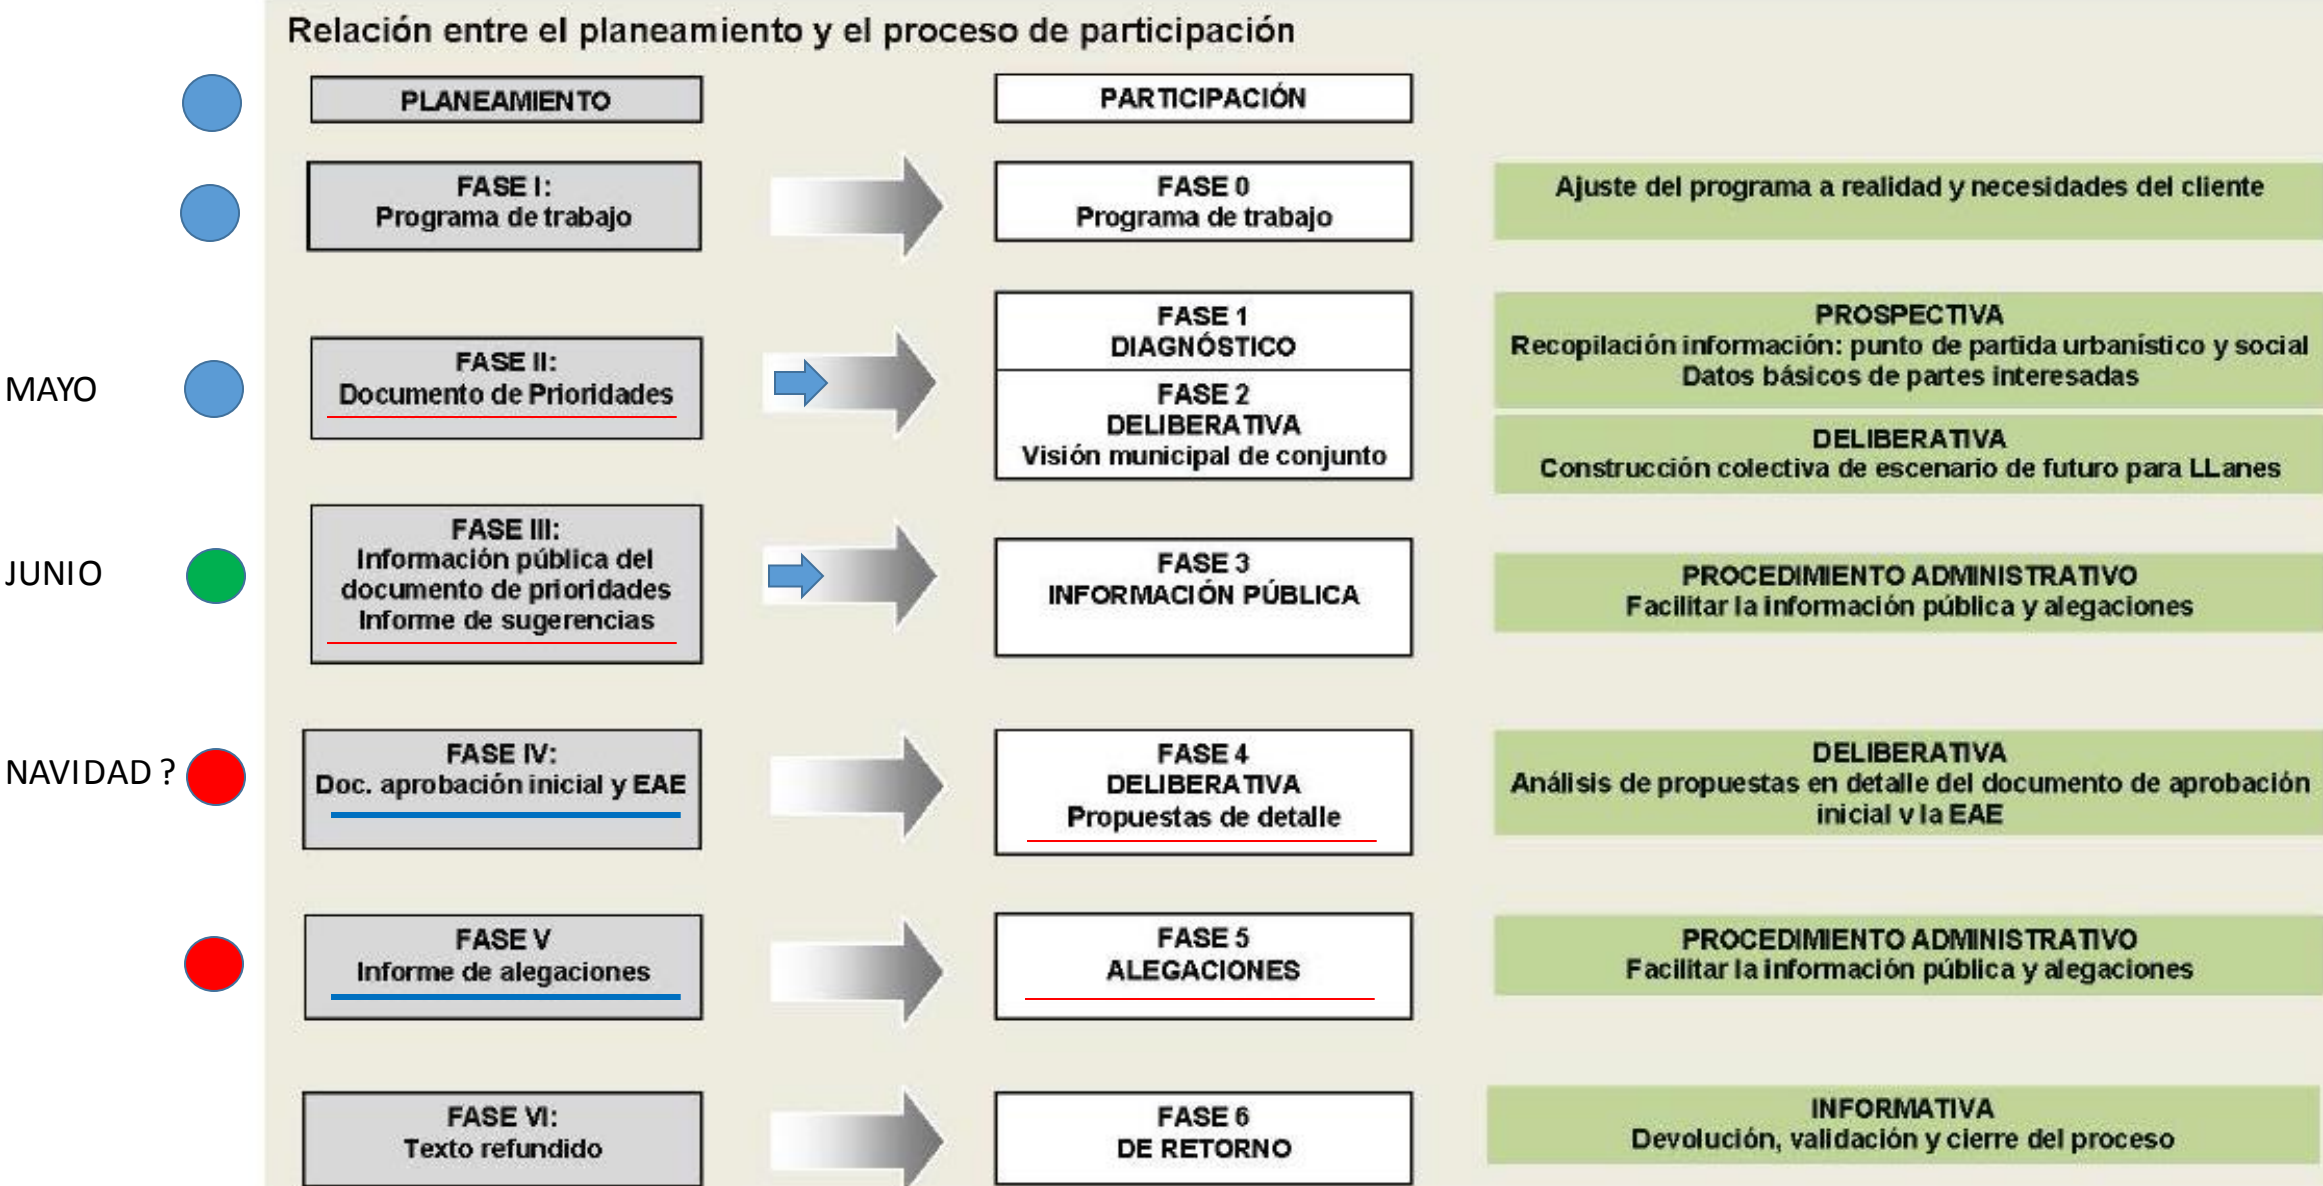 Relación entre el planeamiento y el proceso de participación
PLANEAMIENTO
PARTICIPACIÓN
FASE I:
Programa de trabajo
FASE 0
Programa de trabajo
Ajuste del programa a realidad y necesidades del cliente
MAYO
FASE II:
Documento de Prioridades
FASE 1
DIAGNÓSTICO
FASE 2
DELIBERATIVA
Visión municipal de conjunto
PROSPECTIVA
Recopilación información: punto de partida urbanístico y social
Datos básicos de partes interesadas
DELIBERATIVA
Construcción colectiva de escenario de futuro para LLanes
JUNIO
FASE III:
Información pública del
documento de prioridades
Informe de sugerencias
FASE 3
INFORMACIÓN PÚBLICA
PROCEDIMIENTO ADMINISTRATIVO
Facilitar la información pública y alegaciones
NAVIDAD ?
FASE IV:
Doc. aprobación inicial y EAE
FASE 4
DELIBERATIVA
Propuestas de detalle
DELIBERATIVA
Análisis de propuestas en detalle del documento de aprobación
inicial y la EAE
FASE V
Informe de alegaciones
FASE 5
ALEGACIONES
PROCEDIMIENTO ADMINISTRATIVO
Facilitar la información pública y alegaciones
FASE VI:
Texto refundido
FASE 6
DE RETORNO
INFORMATIVA
Devolución, validación y cierre del proceso